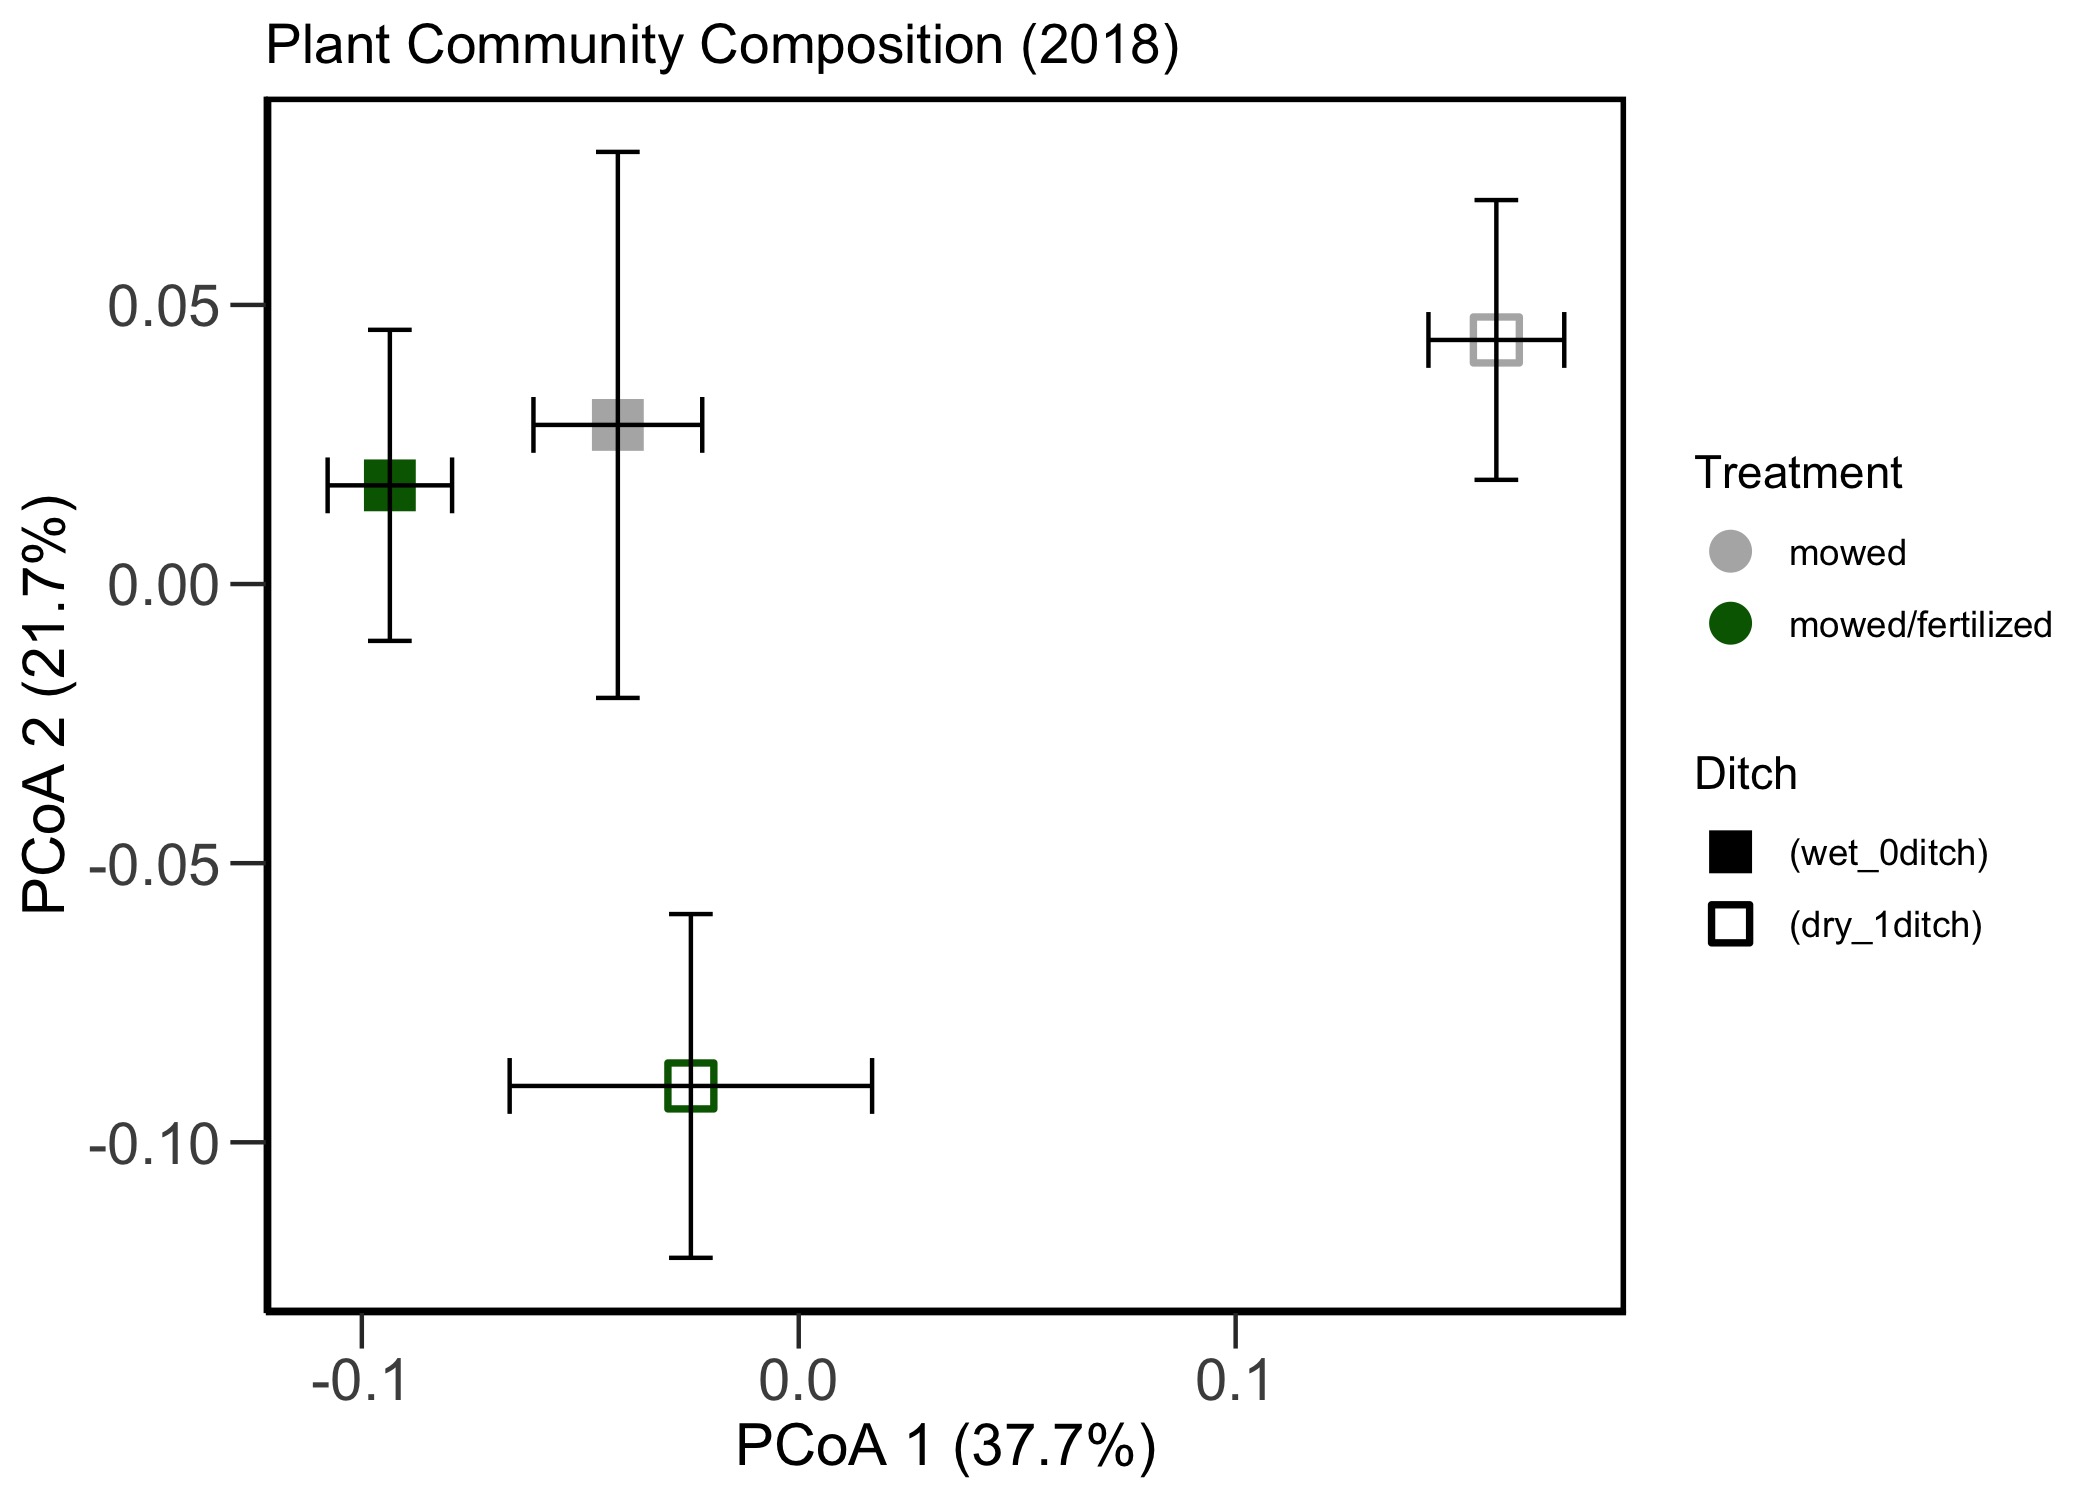 Plant Community Composition (2018)
0.05
0.00
-0.05
-0.10
PCoA 2 (21.7%)
-0.1
0.0
0.1
PCoA 1 (37.7%)
Treatment
mowed
mowed/fertilized
Ditch
(wet_0ditch)
(dry_1ditch)